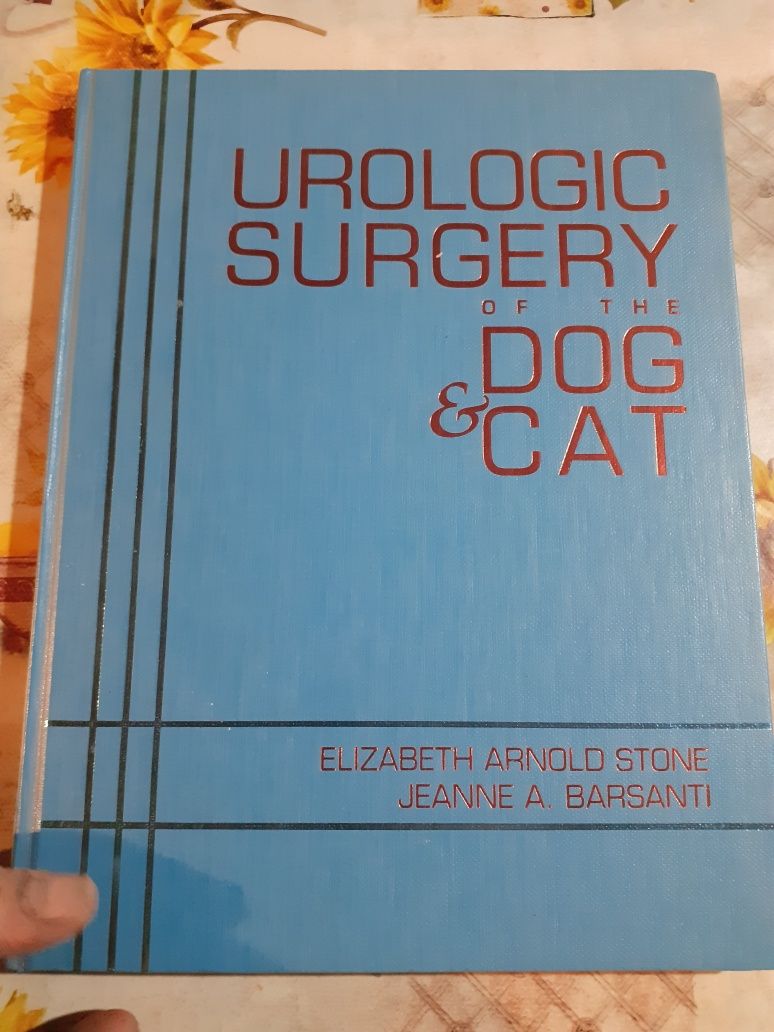 UROLOGIC
SURGERY
OF THE
DOG
& CAT
ELIZABETH ARNOLD STONE
JEANNE A. BARSANTI